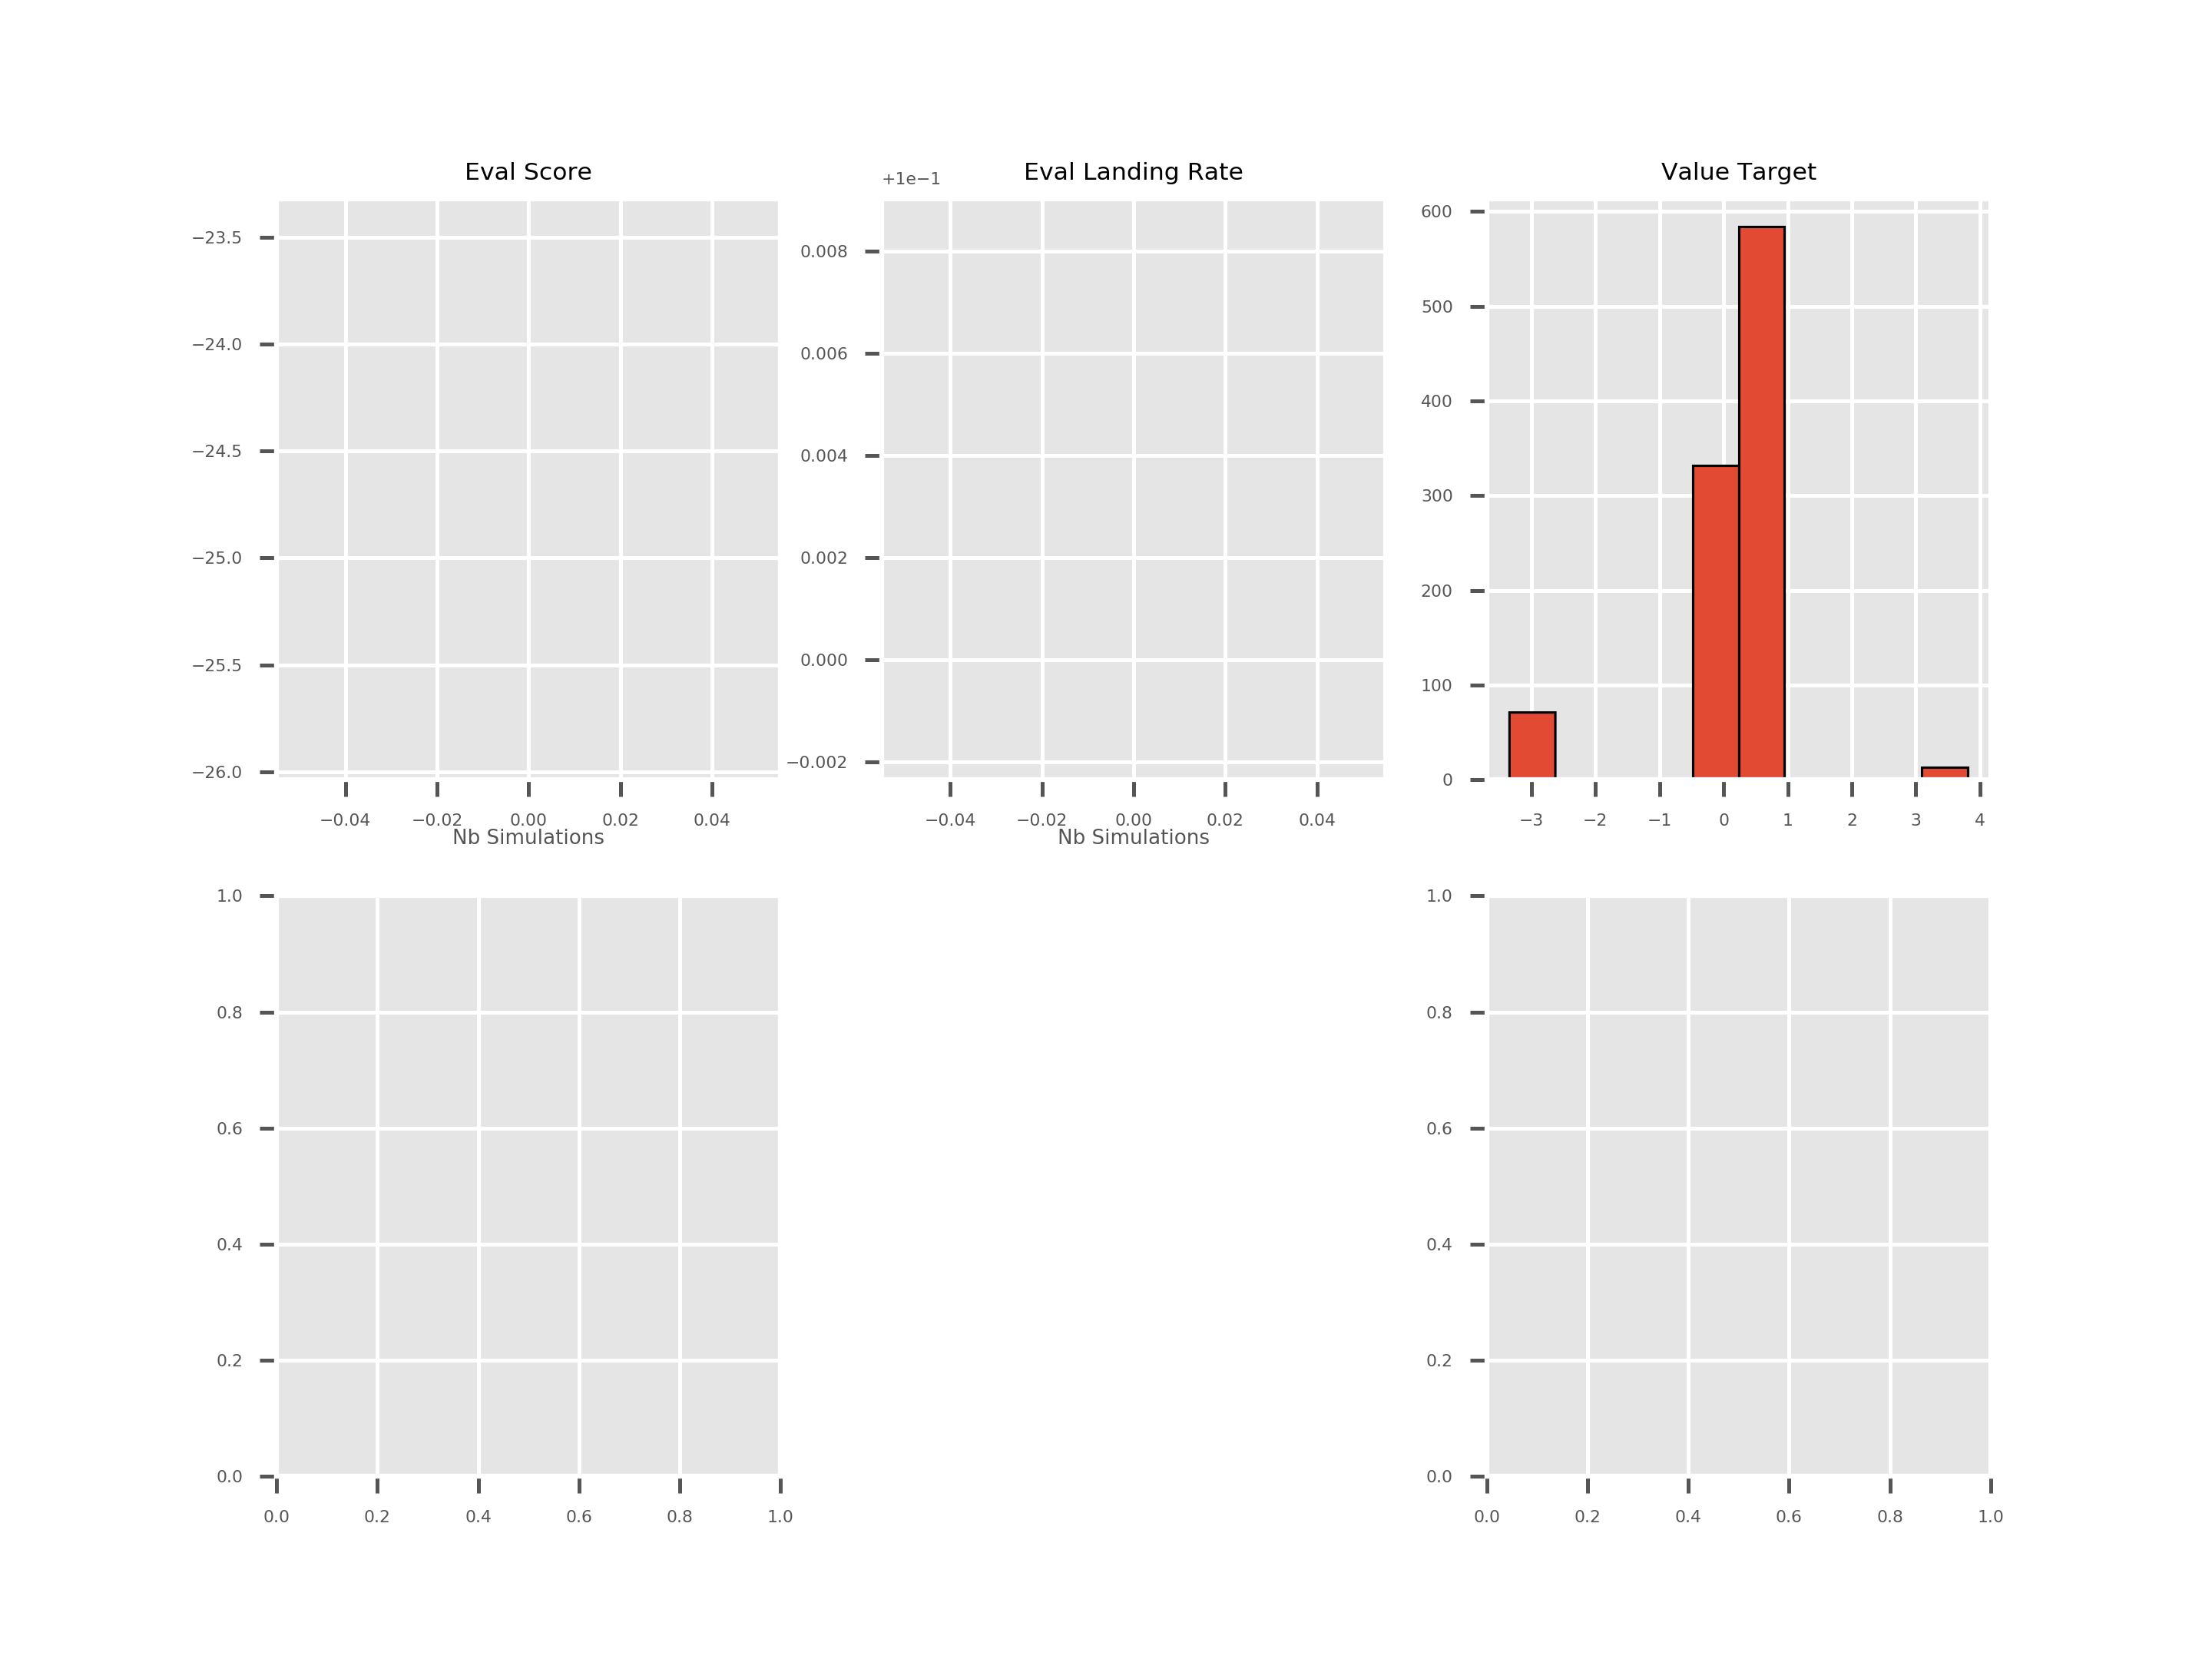 Eval Score
−23.5
−24.0
−24.5
−25.0
−25.5
−26.0
−0.04 −0.02 0.00 0.02 0.04
Nb Simulations
+1e−1
Eval Landing Rate
0.008
0.006
0.004
0.002
0.000
−0.002
−0.04 −0.02 0.00 0.02 0.04
Nb Simulations
Value Target
600
500
400
300
200
100
0
−3 −2 −1 0 1 2 3 4
1.0
0.8
0.6
0.4
0.2
0.0
0.0 0.2 0.4 0.6 0.8 1.0
1.0
0.8
0.6
0.4
0.2
0.0
0.0 0.2 0.4 0.6 0.8 1.0